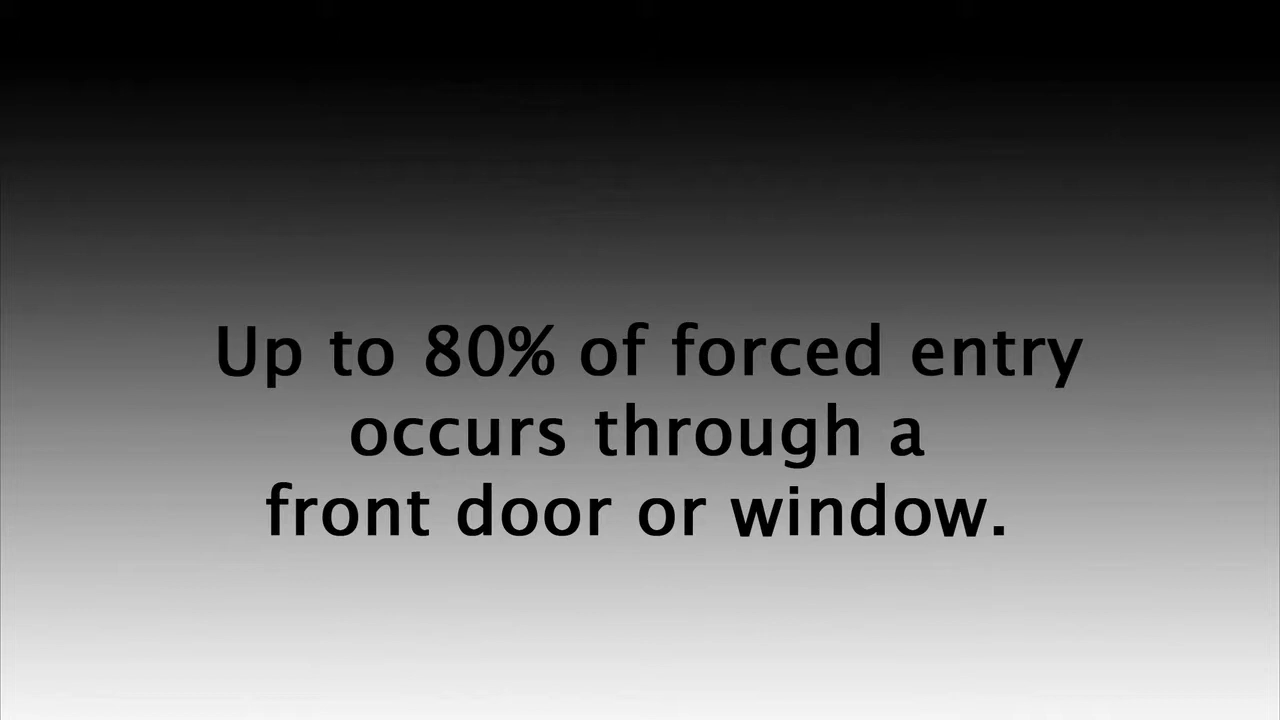 Up to 80% of forced entry
occurs through a
front door or window.